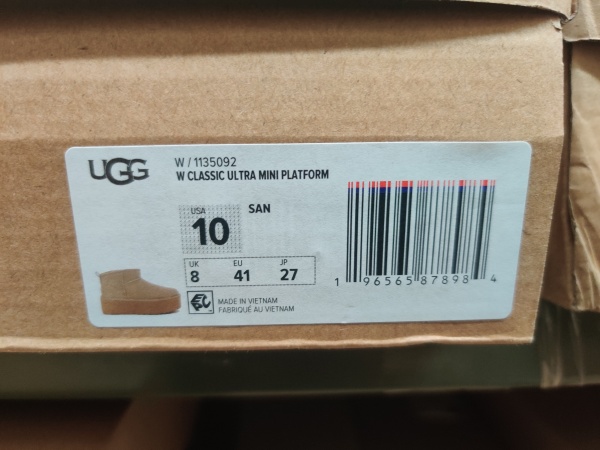 UGG
W / 1135092
W CLASSIC ULTRA MINI PLATFORM
USA
10
SAN
UK EU JP
8 41 27
MADE IN VIETNAM
FABRIQUÉ AU VIETNAM
1 96565 87898 4